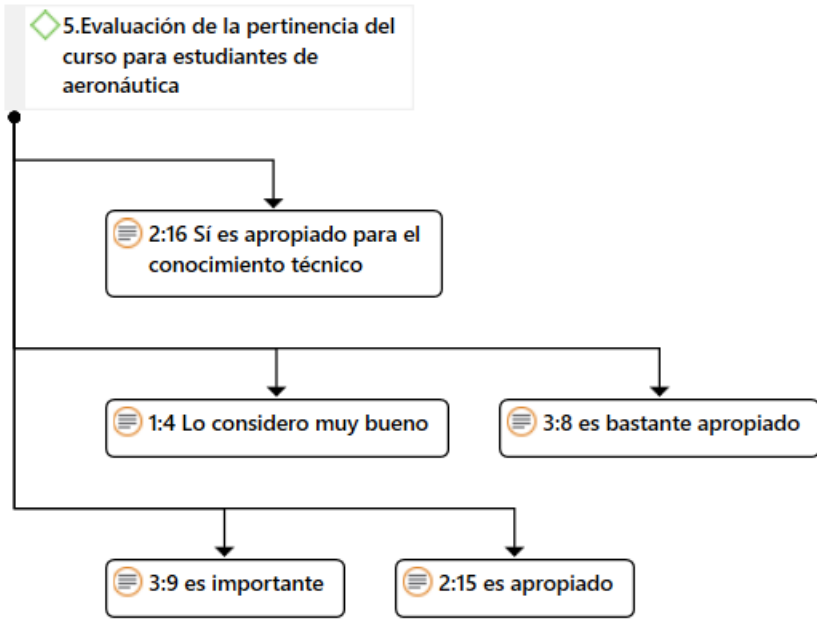 5.Evaluación de la pertinencia del
curso para estudiantes de
aeronáutica
2:16 Sí es apropiado para el
conocimiento técnico
1:4 Lo considero muy bueno
3:8 es bastante apropiado
3:9 es importante
2:15 es apropiado